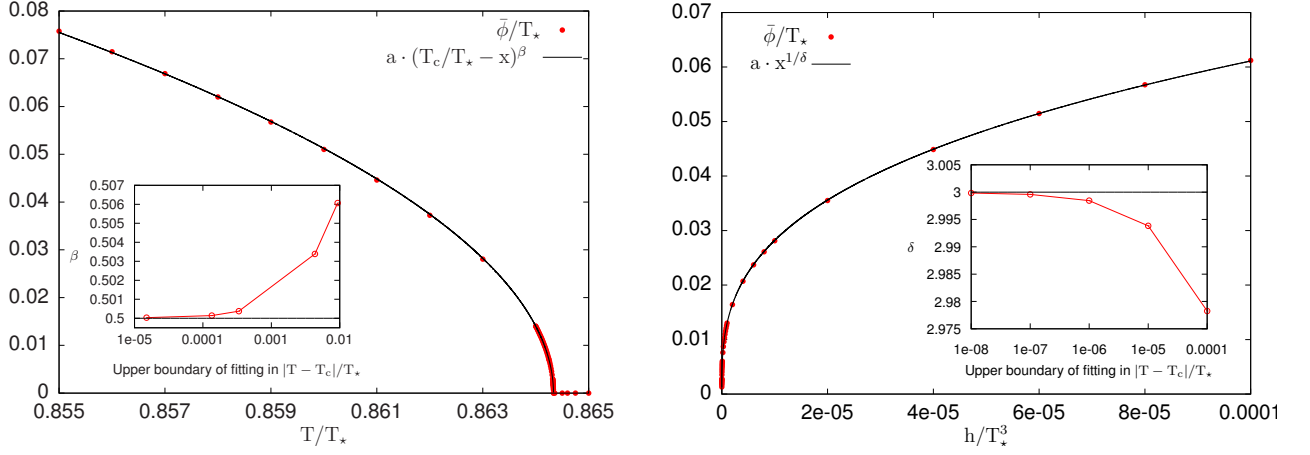 0.08
0.07
0.06
0.05
0.04
0.03
0.02
0.01
0
0.855
0.857
0.859
0.861
0.863
0.865
T/T⋆
ϕ̄/T⋆
a · (Tc/T⋆ − x)^β
0.507
0.506
0.505
0.504
0.503
0.502
0.501
0.5
β
1e-05
0.0001
0.001
0.01
Upper boundary of fitting in |T − Tc|/T⋆
0.07
0.06
0.05
0.04
0.03
0.02
0.01
0
0
2e-05
4e-05
6e-05
8e-05
0.0001
h/T⋆^3
ϕ̄/T⋆
a · x^1/δ
3.005
3
2.995
2.99
2.985
2.98
2.975
δ
1e-08
1e-07
1e-06
1e-05
0.0001
Upper boundary of fitting in |T − Tc|/T⋆